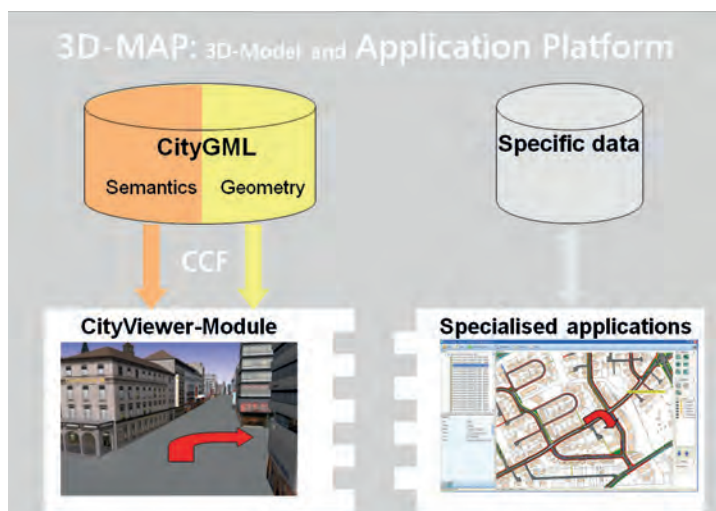 3D-MAP: 3D-Model and Application Platform
CityGML
Semantics Geometry
Specific data
CCF
CityViewer-Module
Specialised applications